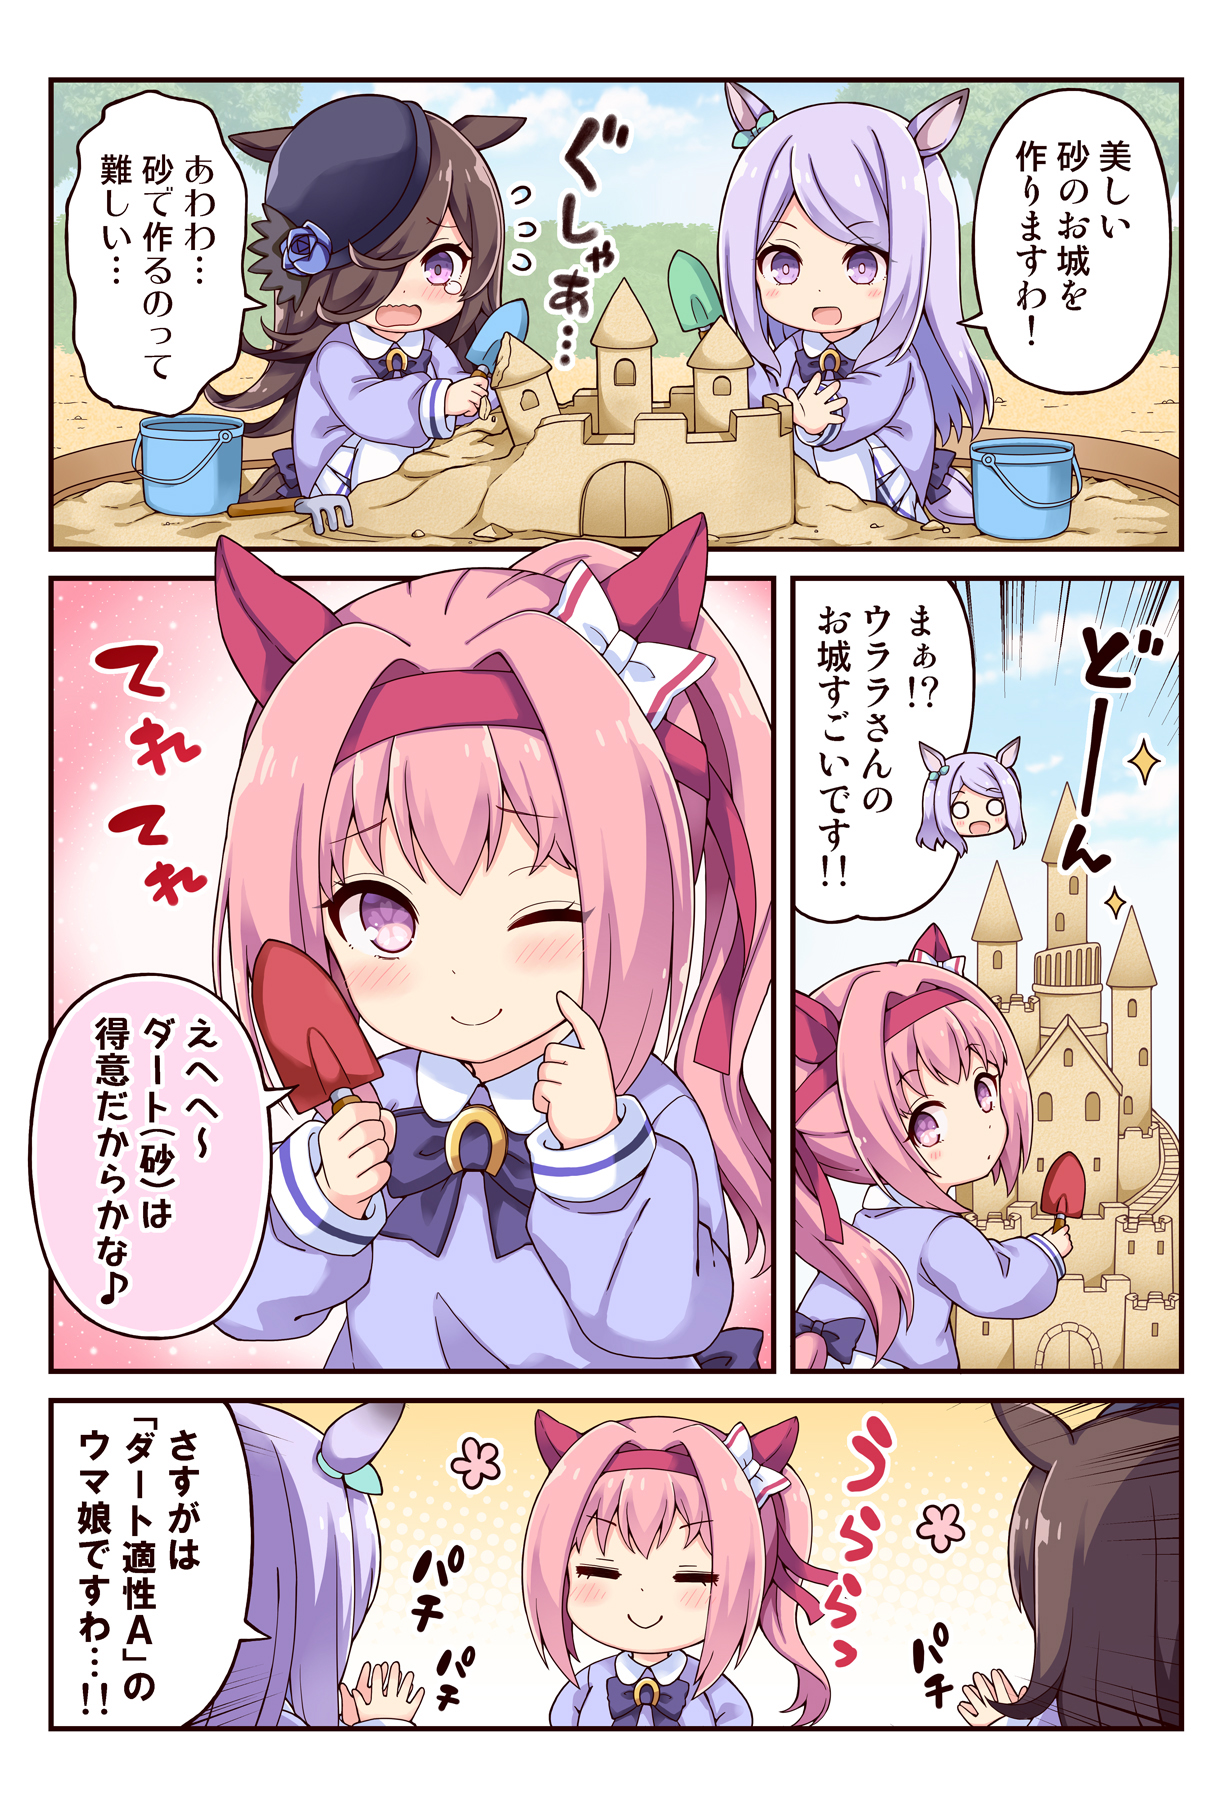 美しい
砂のお城を
作りますわ！
ぐしゃあ…
あわわ…
砂で作るのって
難しい…
どーーん
まぁ!?
ウララさんの
お城すごいです!!
てれ
てれ
えへへ～
ダート(砂)は
得意だからかな♪
うららっ
パチ
パチ
パチ
さすがは
「ダート適性A」の
ウマ娘ですわ…!!